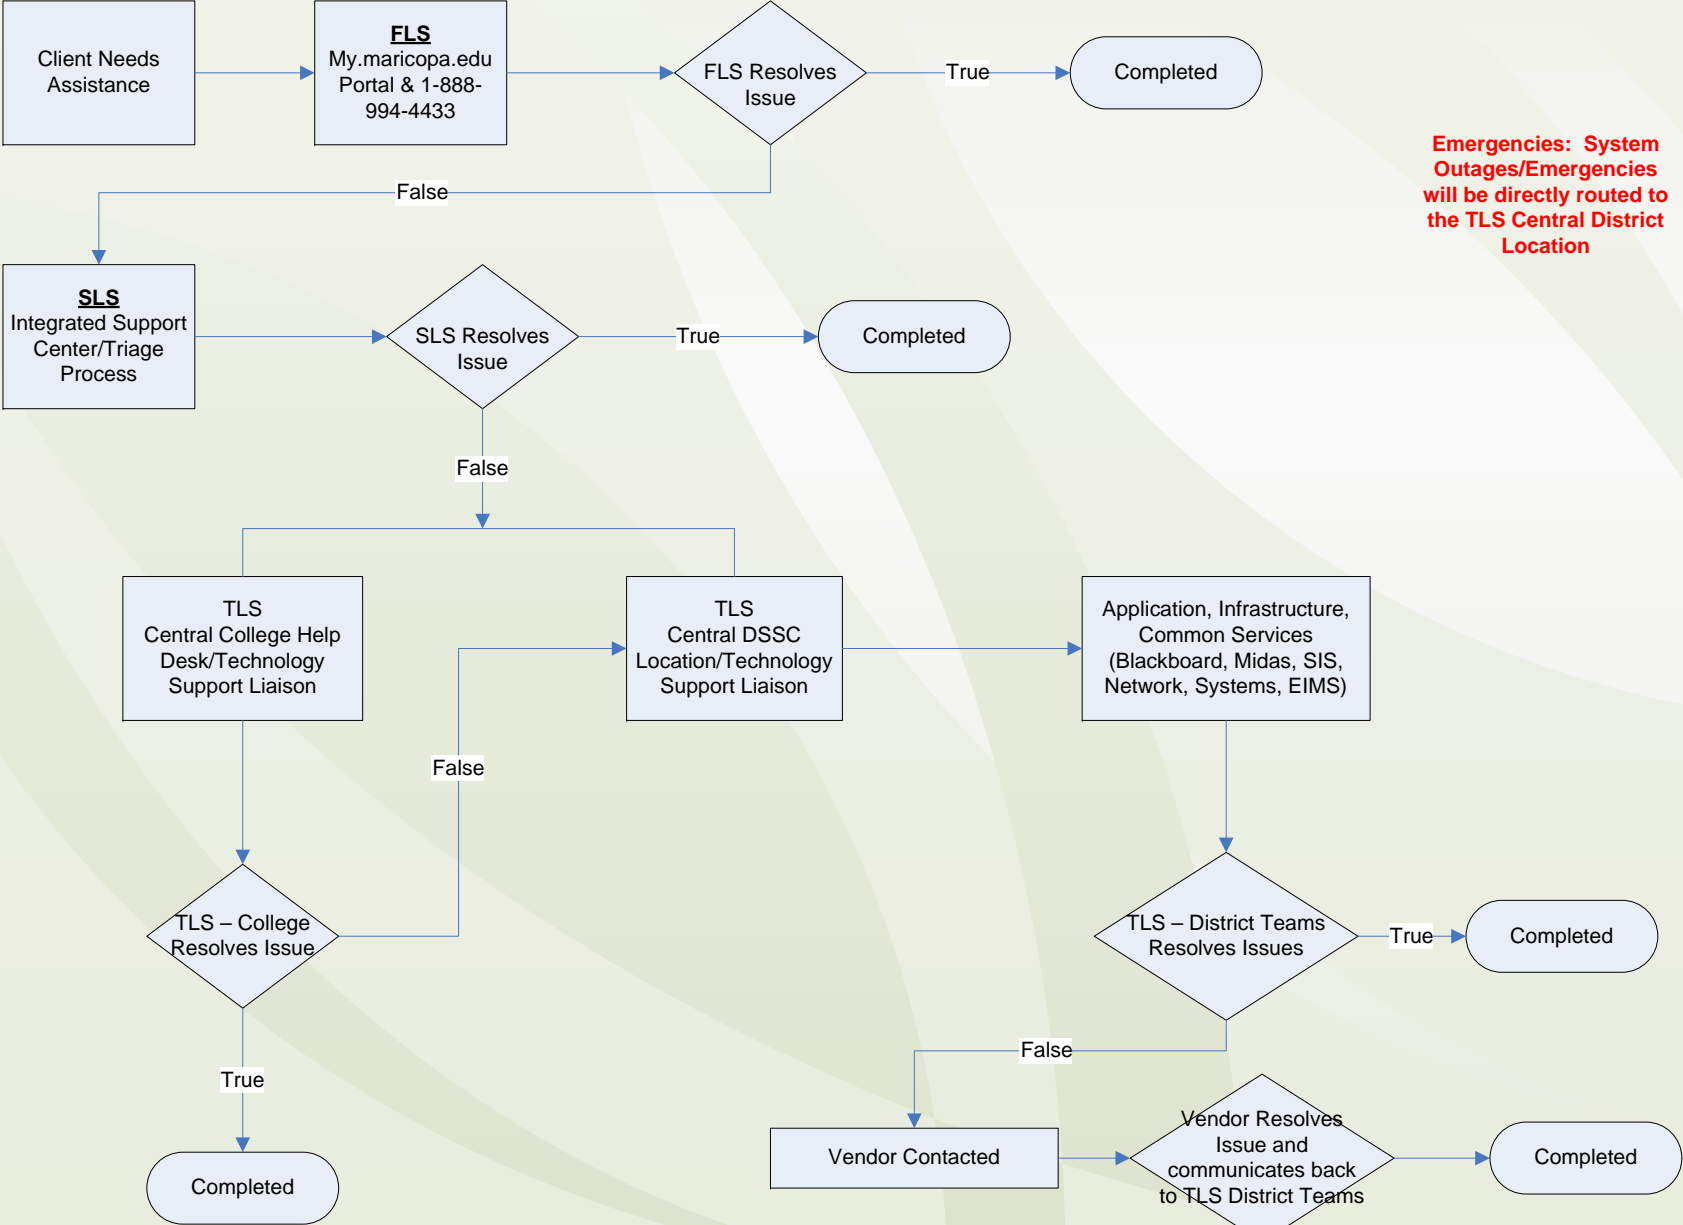 Client Needs
Assistance
FLS
My.maricopa.edu
Portal & 1-888-
994-4433
FLS Resolves
Issue
True
Completed
Emergencies: System
Outages/Emergencies
will be directly routed to
the TLS Central District
Location
False
SLS
Integrated Support
Center/Triage
Process
SLS Resolves
Issue
True
Completed
False
TLS
Central College Help
Desk/Technology
Support Liaison
TLS
Central DSSC
Location/Technology
Support Liaison
Application, Infrastructure,
Common Services
(Blackboard, Midas, SIS,
Network, Systems, EIMS)
False
TLS – College
Resolves Issue
TLS – District Teams
Resolves Issues
True
Completed
False
True
Completed
Vendor Contacted
Vendor Resolves
Issue and
communicates back
to TLS District Teams
Completed